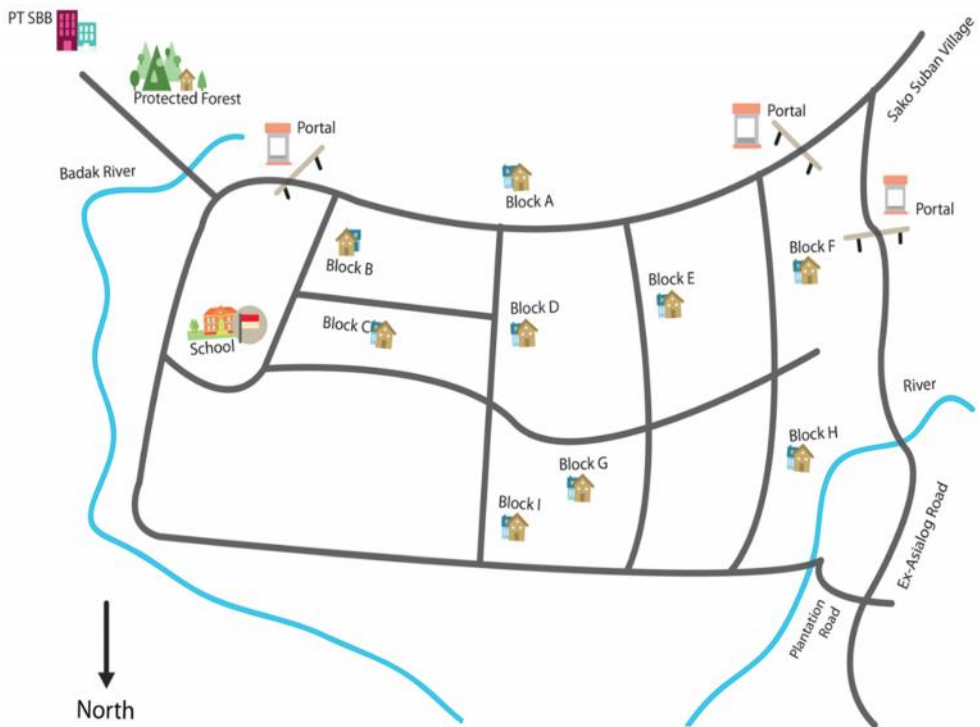 PT SBB
Protected Forest
Sako Suban Village
Portal
Portal
Badak River
Portal
Block A
Block B
Block F
Block E
Block D
Block C
School
River
Block H
Block G
Block I
Ex-Asialog Road
Plantation
Road
North